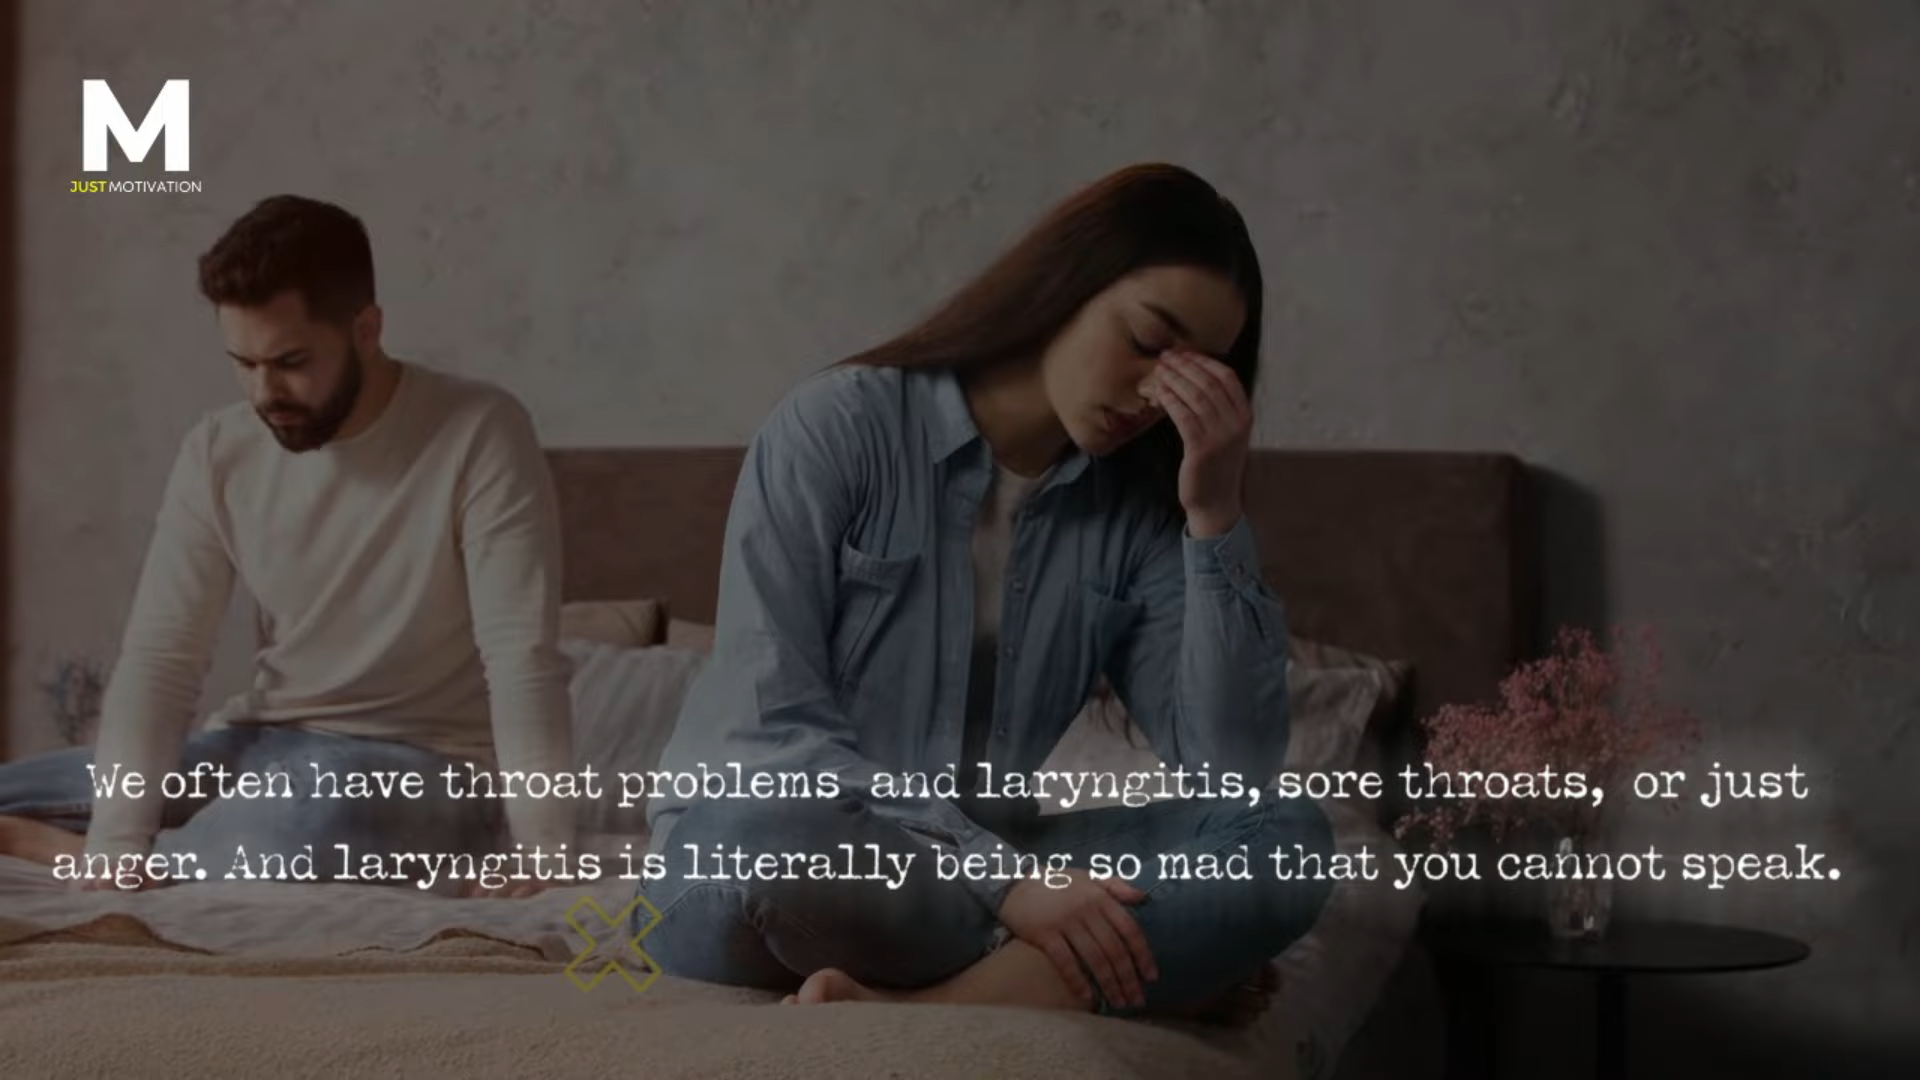 M
JUST MOTIVATION
We often have throat problems and laryngitis, sore throats, or just
anger. And laryngitis is literally being so mad that you cannot speak.